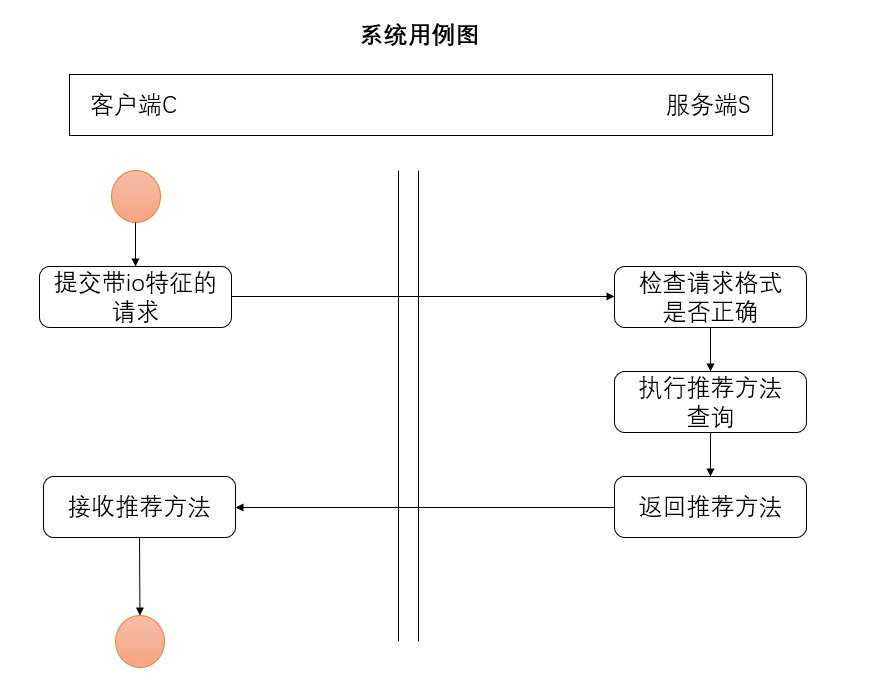 系统用例图
客户端C
服务端S
提交带io特征的
请求
检查请求格式
是否正确
执行推荐方法
查询
接收推荐方法
返回推荐方法